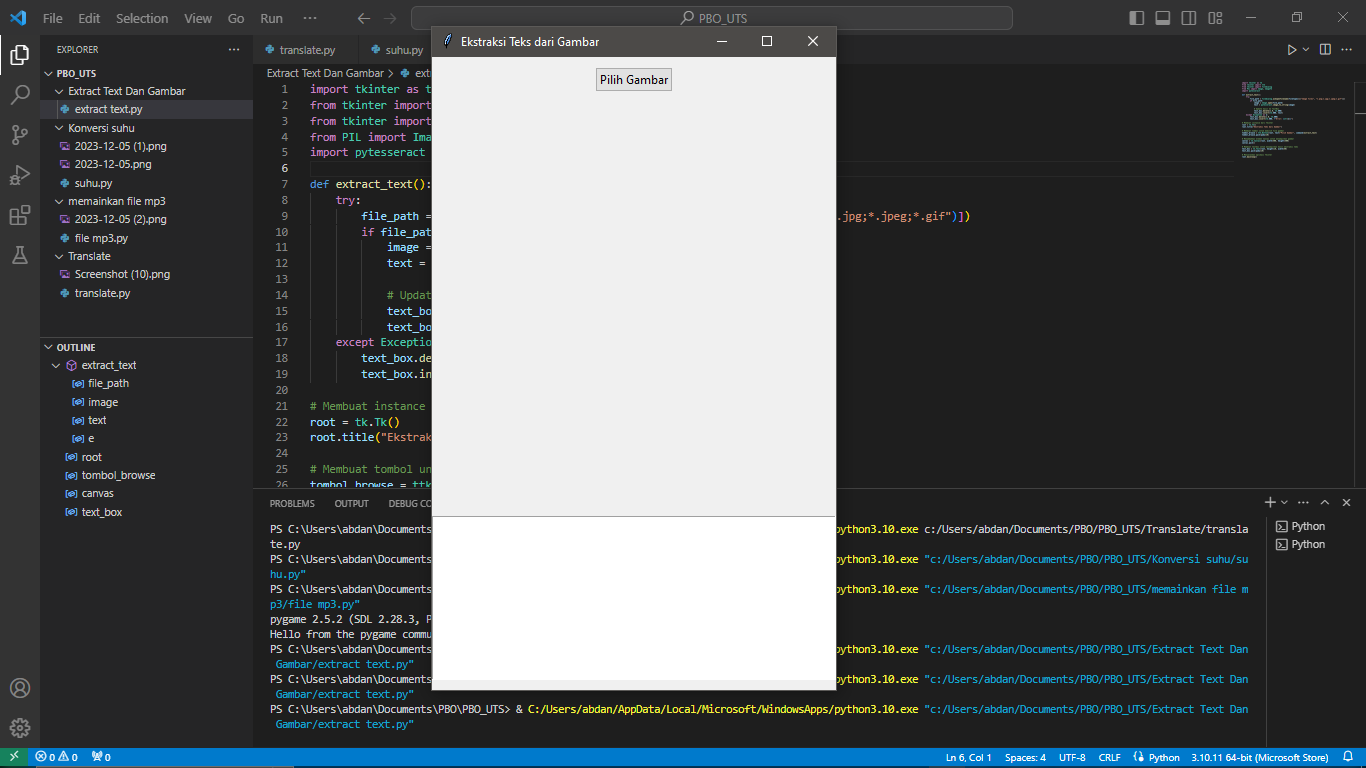 File Edit Selection View Go Run ··· PBO_UTS
EXPLORER
PBO_UTS
Extract Text Dan Gambar
extract text.py
Konversi suhu
2023-12-05 (1).png
2023-12-05.png
suhu.py
memainkan file mp3
2023-12-05 (2).png
file mp3.py
Translate
Screenshot (10).png
translate.py
OUTLINE
extract_text
file_path
image
text
e
root
tombol_browse
canvas
text_box
translate.py suhu.py
Extract Text Dan Gambar > ext
1 import tkinter as t
2 from tkinter import
3 from tkinter import
4 from PIL import Ima
5 import pytesseract
6
7 def extract_text():
8 try:
9 file_path = .jpg;*.jpeg;*.gif")])
10 if file_pat
11 image =
12 text =
13
14 # Updat
15 text_bo
16 text_bo
17 except Exceptio
18 text_box.de
19 text_box.in
20
21 # Membuat instance
22 root = tk.Tk()
23 root.title("Ekstrak
24
25 # Membuat tombol un
26 tombol_browse = ttk
Ekstraksi Teks dari Gambar
Pilih Gambar
PROBLEMS OUTPUT DEBUG CO
PS C:\Users\abdan\Documents python3.10.exe c:/Users/abdan/Documents/PBO/PBO_UTS/Translate/transla
te.py
PS C:\Users\abdan\Documents python3.10.exe "c:/Users/abdan/Documents/PBO/PBO_UTS/Konversi suhu/su
hu.py"
PS C:\Users\abdan\Documents python3.10.exe "c:/Users/abdan/Documents/PBO/PBO_UTS/memainkan file m
p3/file mp3.py"
pygame 2.5.2 (SDL 2.28.3, P
Hello from the pygame commu
PS C:\Users\abdan\Documents python3.10.exe "c:/Users/abdan/Documents/PBO/PBO_UTS/Extract Text Dan
Gambar/extract text.py"
PS C:\Users\abdan\Documents python3.10.exe "c:/Users/abdan/Documents/PBO/PBO_UTS/Extract Text Dan
Gambar/extract text.py"
PS C:\Users\abdan\Documents\PBO\PBO_UTS> & C:/Users/abdan/AppData/Local/Microsoft/WindowsApps/python3.10.exe "c:/Users/abdan/Documents/PBO/PBO_UTS/Extract Text Dan
Gambar/extract text.py"
Python
Python
0 0 0 Ln 6, Col 1 Spaces: 4 UTF-8 CRLF Python 3.10.11 64-bit (Microsoft Store)